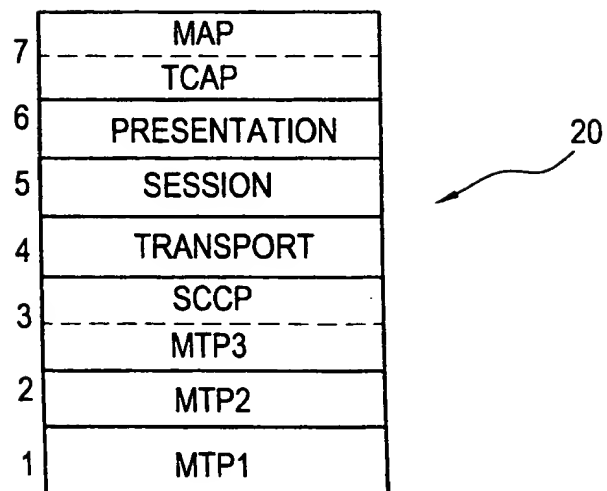 7 MAP
TCAP
6 PRESENTATION
20
5 SESSION
4 TRANSPORT
3 SCCP
MTP3
2 MTP2
1 MTP1